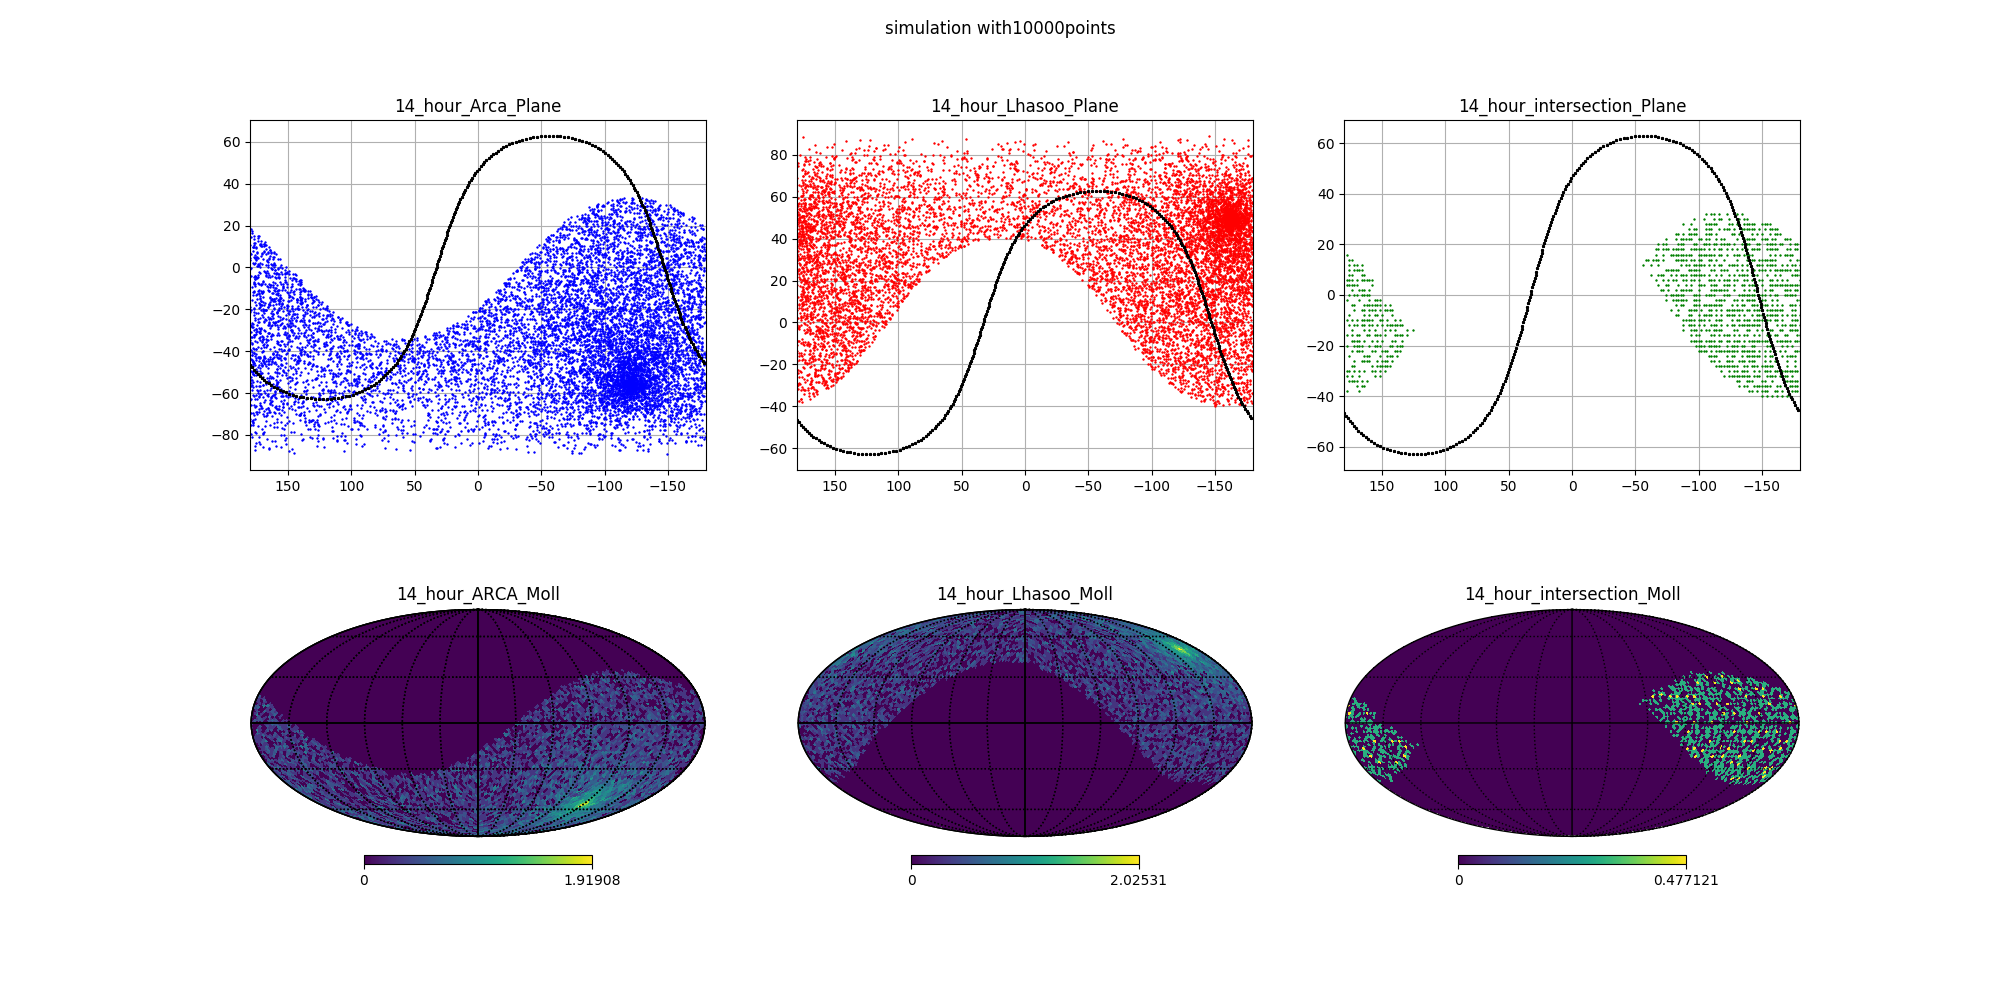 simulation with10000points
14_hour_Arca_Plane
14_hour_Lhasoo_Plane
14_hour_intersection_Plane
60
40
20
0
−20
−40
−60
−80
150 100 50 0 −50 −100 −150
80
60
40
20
0
−20
−40
−60
150 100 50 0 −50 −100 −150
60
40
20
0
−20
−40
−60
150 100 50 0 −50 −100 −150
14_hour_ARCA_Moll
14_hour_Lhasoo_Moll
14_hour_intersection_Moll
0 1.91908
0 2.02531
0 0.477121